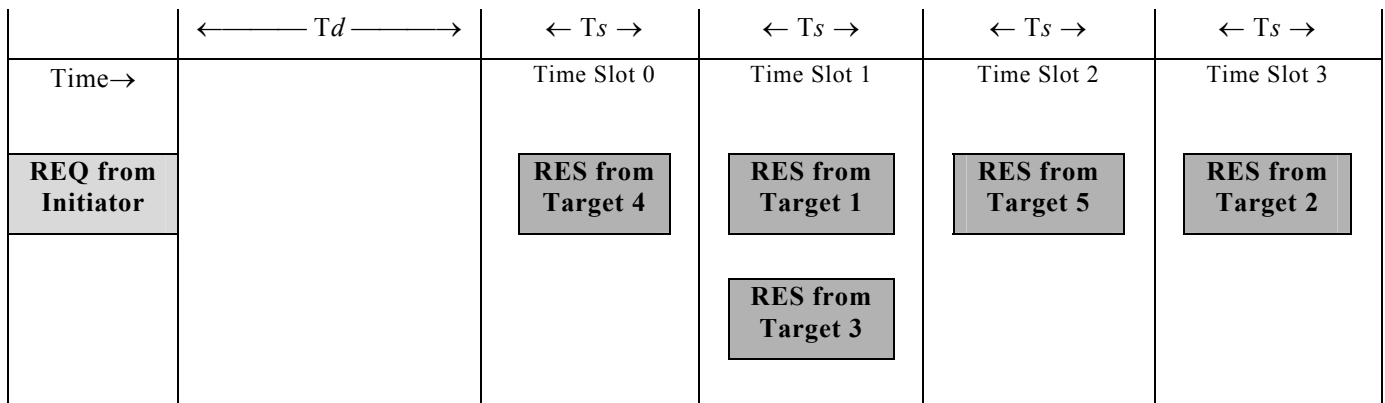 ←——— Td ———→ ← Ts → ← Ts → ← Ts → ← Ts →
Time→ Time Slot 0 Time Slot 1 Time Slot 2 Time Slot 3
REQ from
Initiator
RES from
Target 4
RES from
Target 1
RES from
Target 5
RES from
Target 2
RES from
Target 3